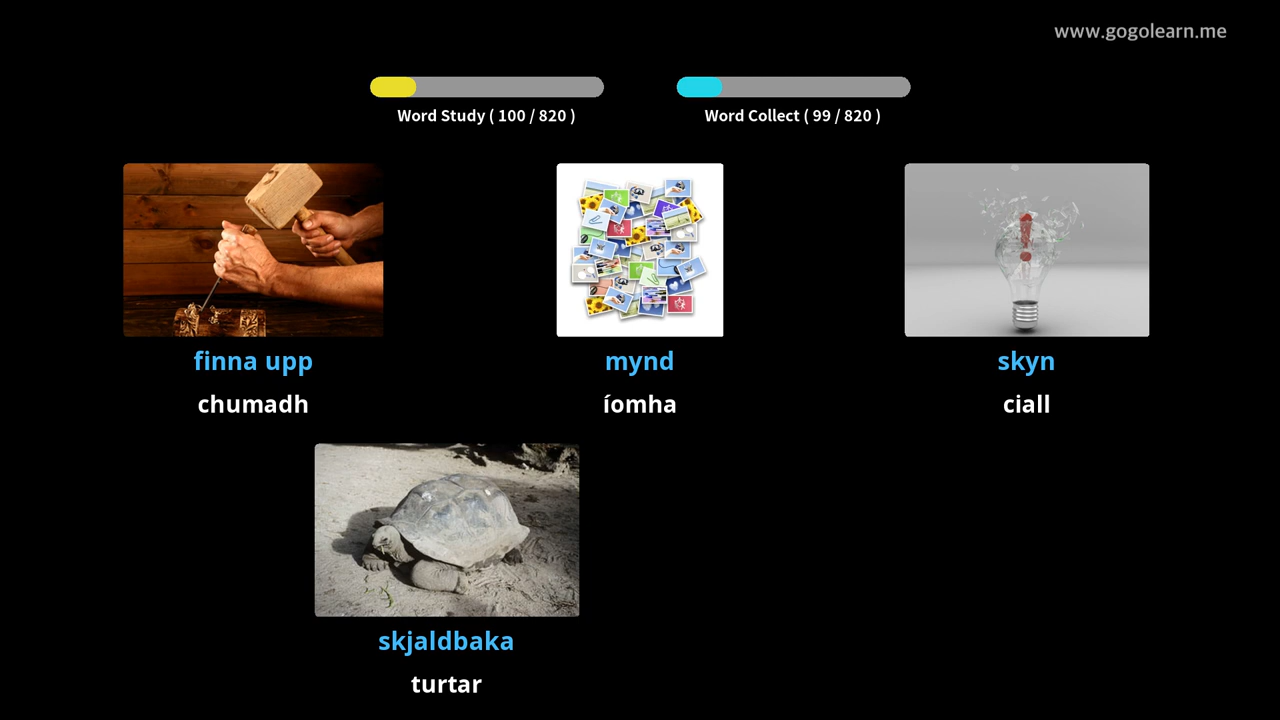 www.gogolearn.me
Word Study ( 100 / 820 )
Word Collect ( 99 / 820 )
finna upp
chumadh
mynd
íomha
skyn
ciall
skjaldbaka
turtar